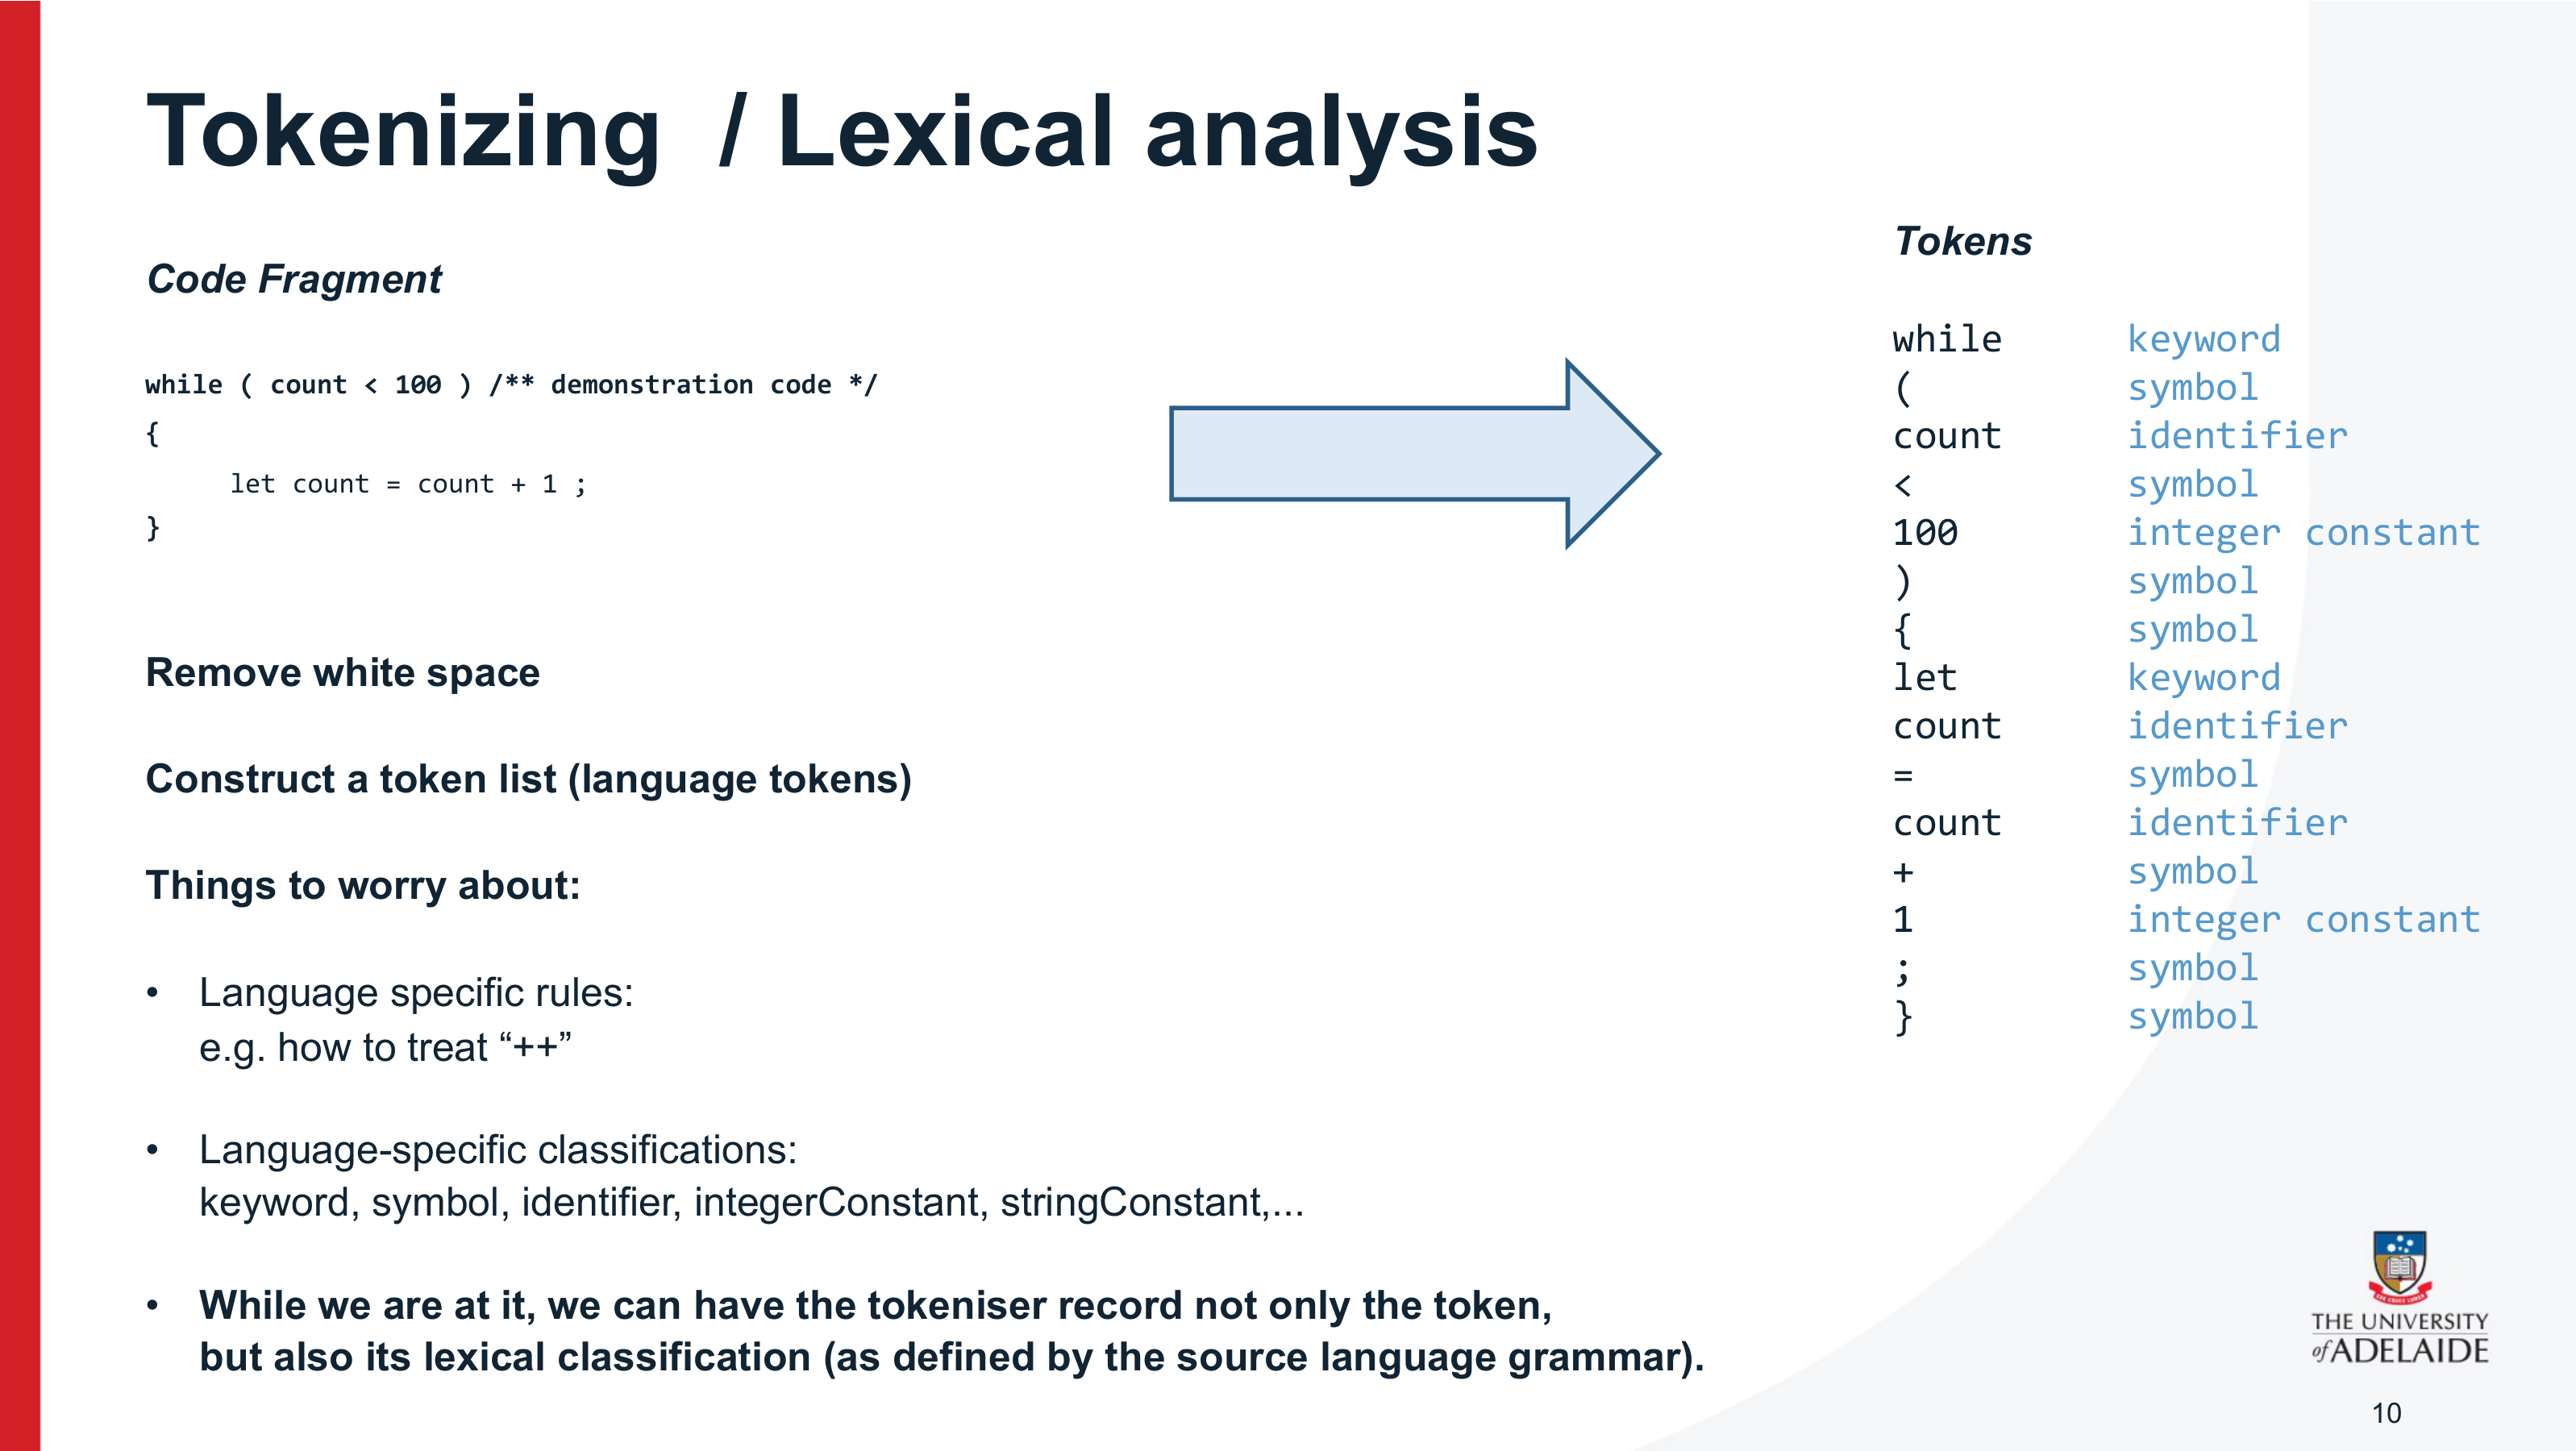 Tokenizing  / Lexical analysis
Code Fragment
while ( count < 100 ) /** demonstration code */
{
let count = count + 1 ;
}
Remove white space
Construct a token list (language tokens)
Things to worry about:
• Language specific rules:
e.g. how to treat “++”
• Language-specific classifications:
keyword, symbol, identifier, integerConstant, stringConstant,...
• While we are at it, we can have the tokeniser record not only the token,
but also its lexical classification (as defined by the source language grammar).
Tokens
while keyword
( symbol
count identifier
< symbol
100 integer constant
) symbol
{ symbol
let keyword
count identifier
= symbol
count identifier
+ symbol
1 integer constant
; symbol
} symbol
THE UNIVERSITY
of ADELAIDE
10